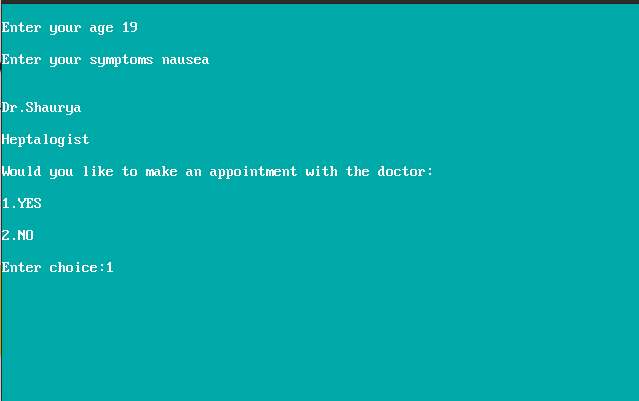 Enter your age 19
Enter your symptoms nausea
Dr.Shaurya
Heptalogist
Would you like to make an appointment with the doctor:
1.YES
2.NO
Enter choice:1